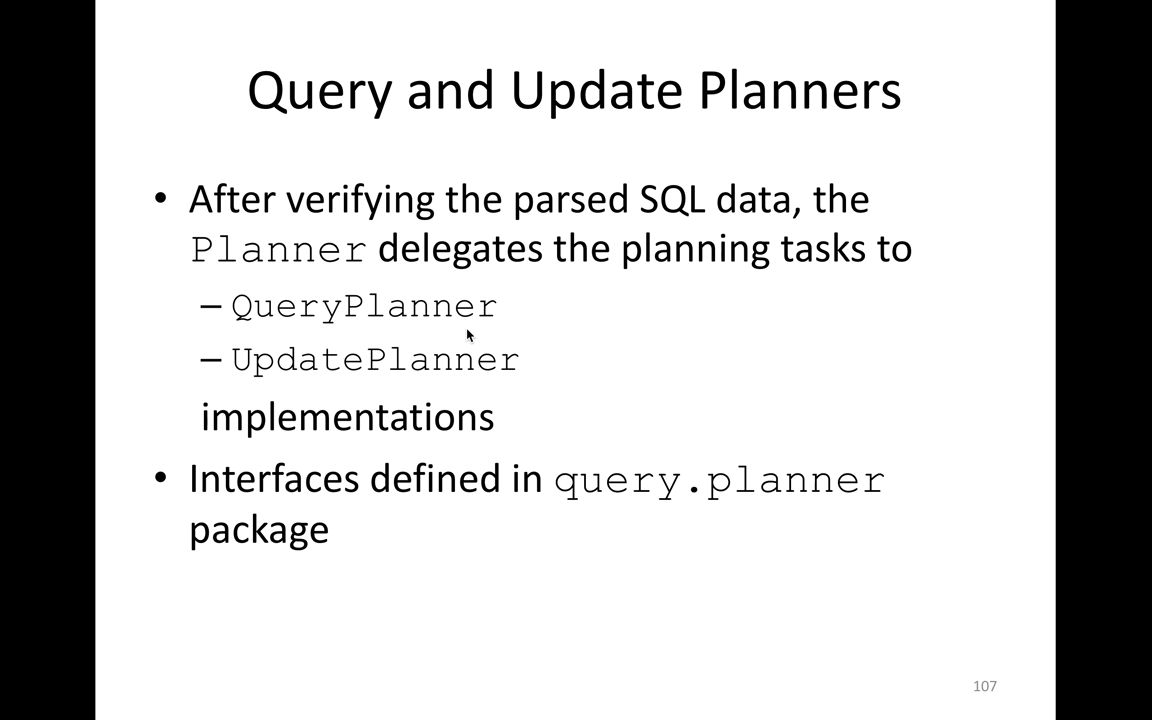 Query and Update Planners
• After verifying the parsed SQL data, the
Planner delegates the planning tasks to
– QueryPlanner
– UpdatePlanner
implementations
• Interfaces defined in query.planner
package
107